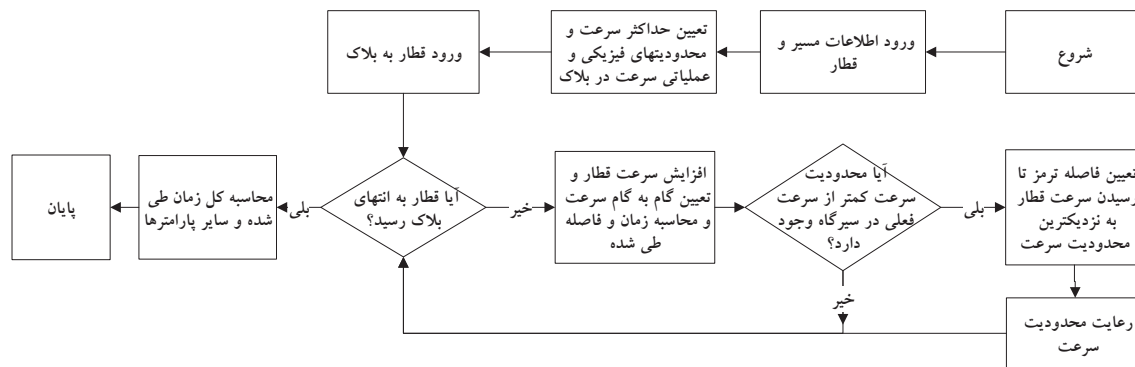 شروع
ورود اطلاعات مسیر و
قطار
تعیین حداکثر سرعت و
محدودیتهای فیزیکی و
عملیاتی سرعت در بلاک
ورود قطار به بلاک
آیا قطار به انتهای
بلاک رسید؟
بلی
محاسبه کل زمان طی
شده و سایر پارامترها
پایان
خیر
افزایش سرعت قطار و
تعیین گام به گام سرعت
و محاسبه زمان و فاصله
طی شده
آیا محدودیت
سرعت کمتر از سرعت
فعلی در سیرگاه وجود
دارد؟
بلی
تعیین فاصله ترمز تا
رسیدن سرعت قطار
به نزدیکترین
محدودیت سرعت
خیر
رعایت محدودیت
سرعت